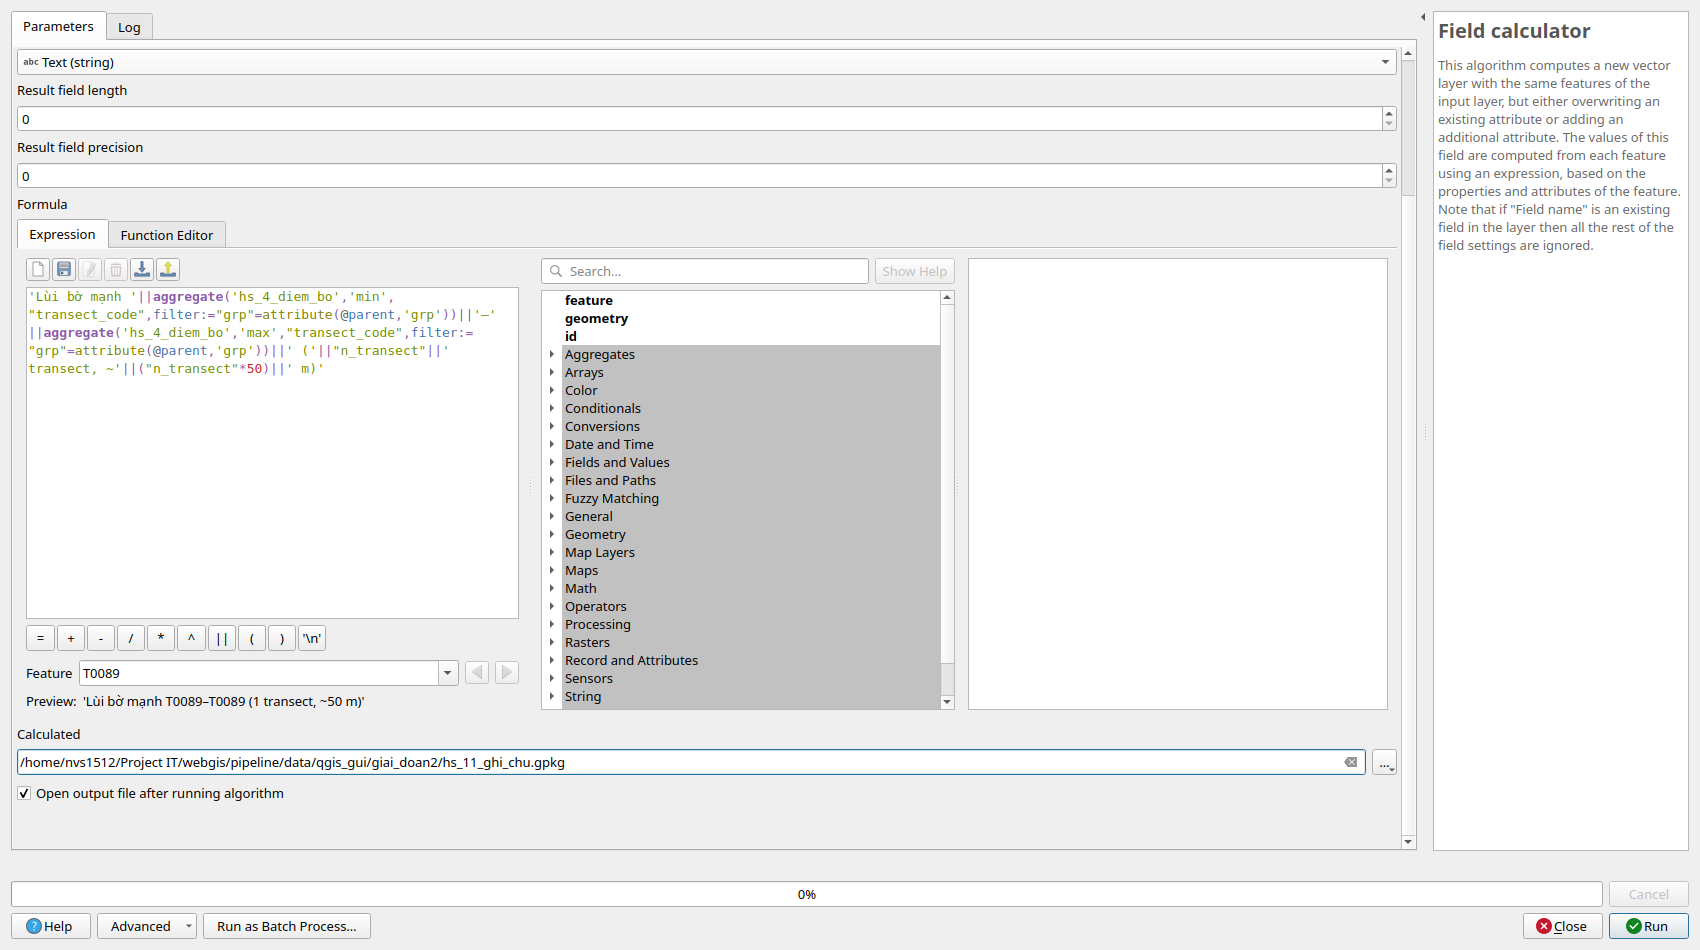 Parameters
Log
abc Text (string)
Result field length
0
Result field precision
0
Formula
Expression
Function Editor
'Lùi bờ mạnh '||aggregate('hs_4_diem_bo','min',
"transect_code",filter:="grp"=attribute(@parent,'grp'))||'–'
||aggregate('hs_4_diem_bo','max',"transect_code",filter:=
"grp"=attribute(@parent,'grp'))||' ('||"n_transect"||'
transect, ~'||("n_transect"*50)||' m)'
= + - / * ^ || ( ) '\n'
Feature T0089
Preview: 'Lùi bờ mạnh T0089–T0089 (1 transect, ~50 m)'
Search...
Show Help
feature
geometry
id
Aggregates
Arrays
Color
Conditionals
Conversions
Date and Time
Fields and Values
Files and Paths
Fuzzy Matching
General
Geometry
Map Layers
Maps
Math
Operators
Processing
Rasters
Record and Attributes
Sensors
String
Calculated
/home/nvs1512/Project IT/webgis/pipeline/data/qgis_gui/giai_doan2/hs_11_ghi_chu.gpkg
...
Open output file after running algorithm
Field calculator
This algorithm computes a new vector
layer with the same features of the
input layer, but either overwriting an
existing attribute or adding an
additional attribute. The values of this
field are computed from each feature
using an expression, based on the
properties and attributes of the feature.
Note that if "Field name" is an existing
field in the layer then all the rest of the
field settings are ignored.
0%
Cancel
Help
Advanced
Run as Batch Process...
Close
Run